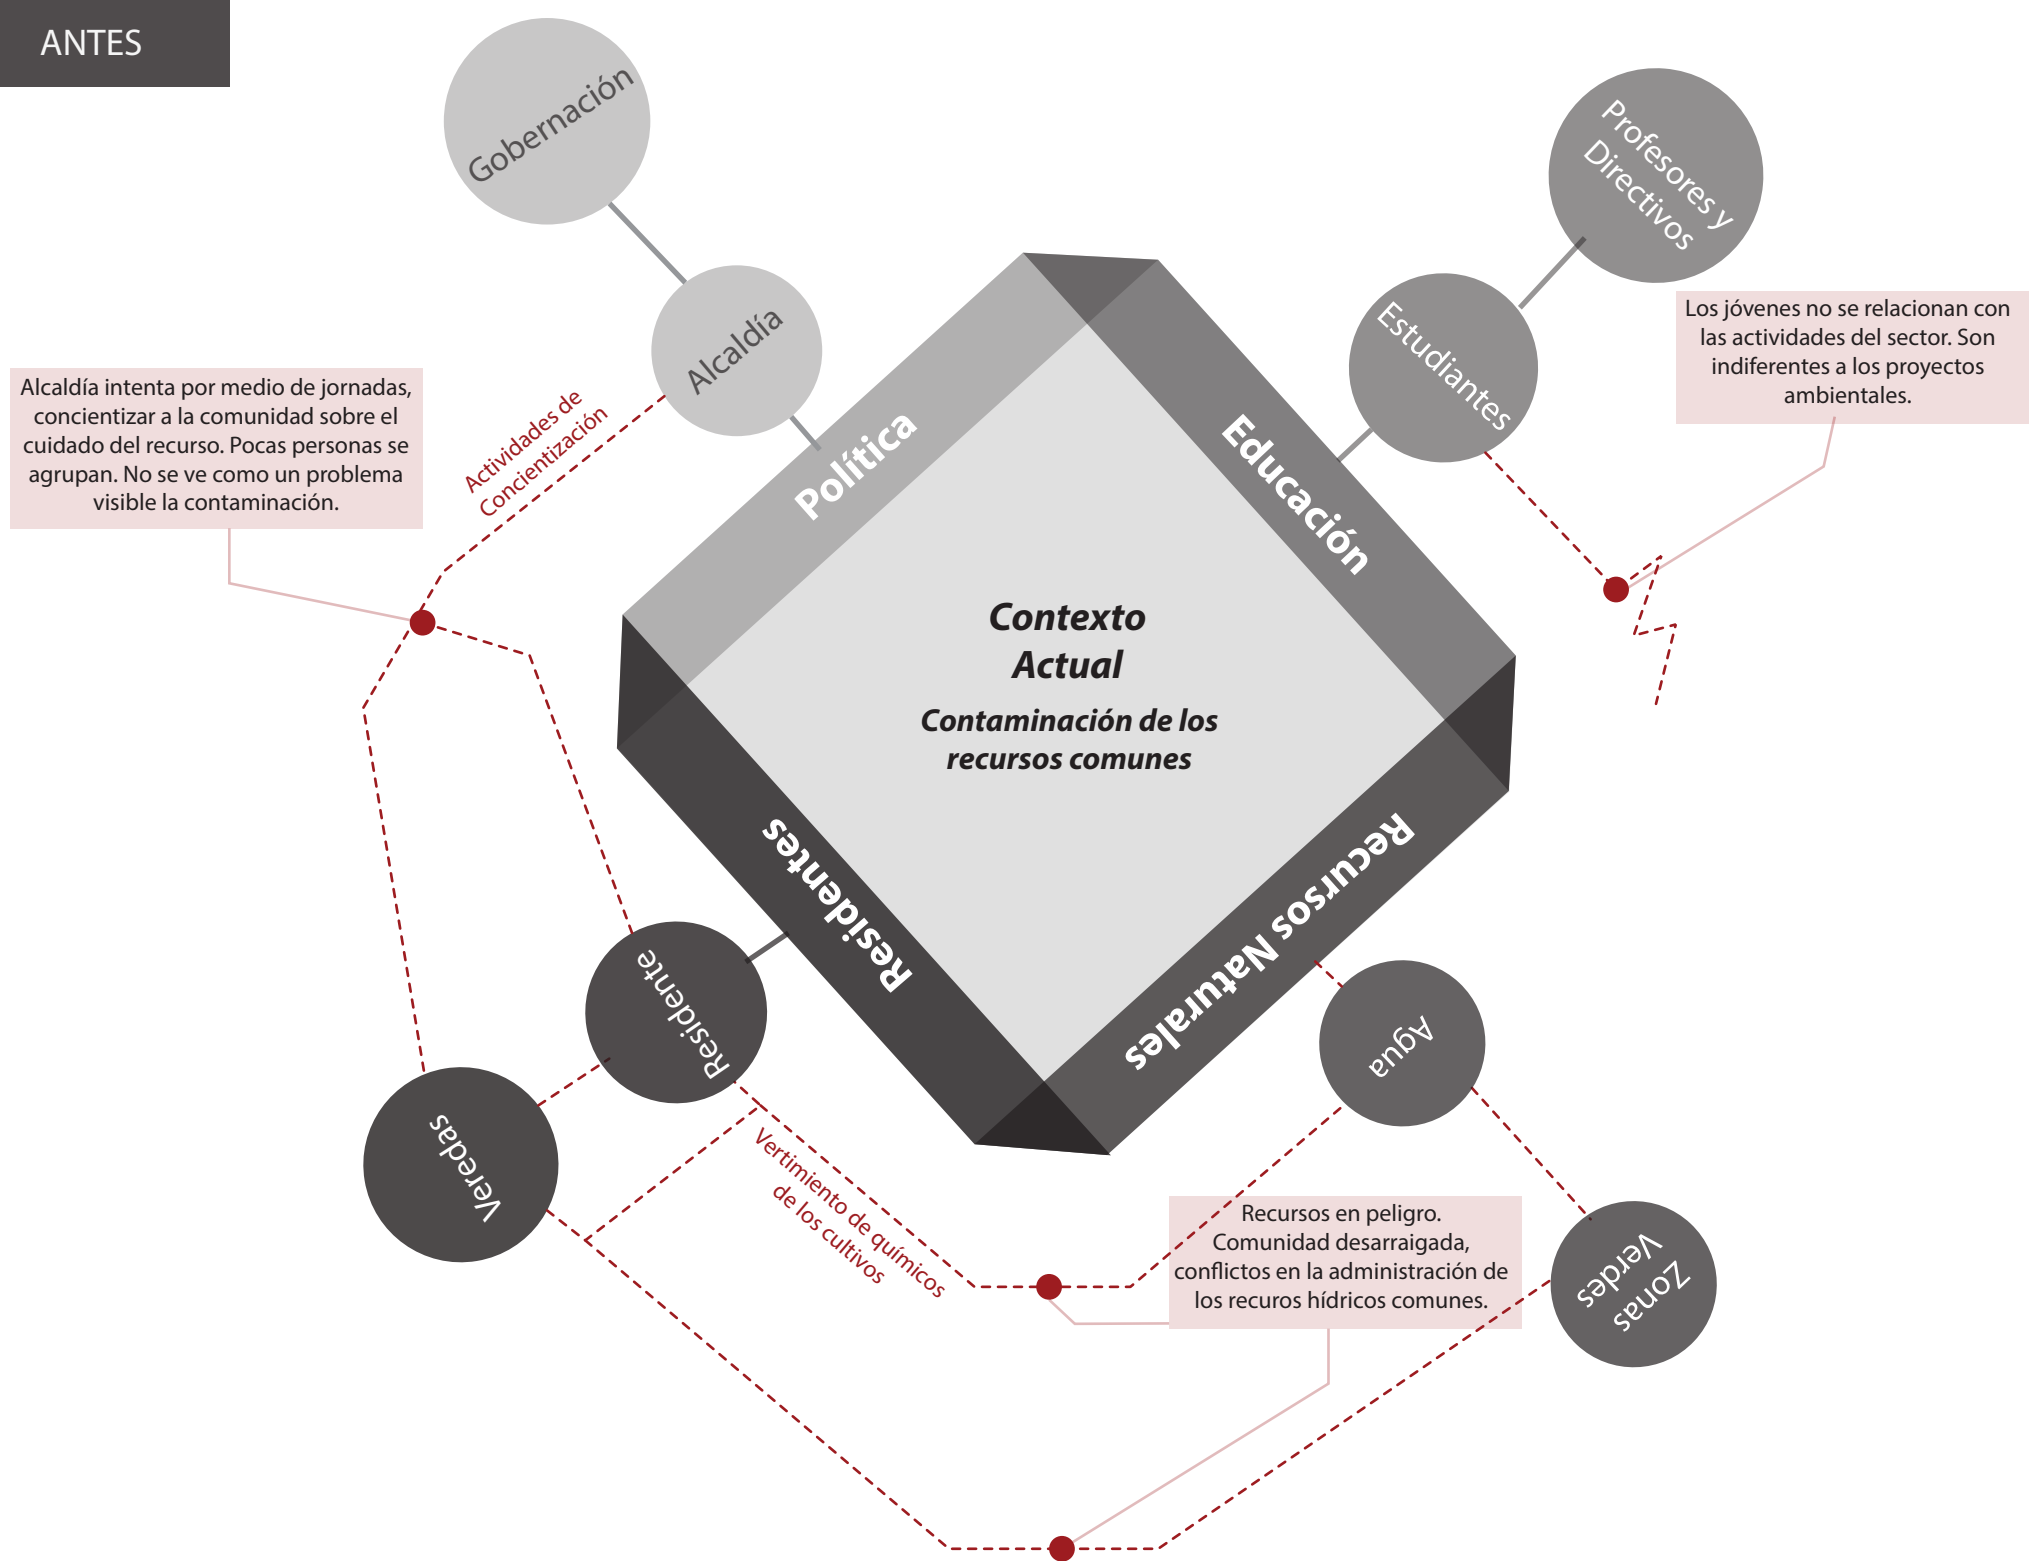 ANTES
Gobernación
Alcaldía
Profesores y
Directivos
Estudiantes
Los jóvenes no se relacionan con
las actividades del sector. Son
indiferentes a los proyectos
ambientales.
Alcaldía intenta por medio de jornadas,
concientizar a la comunidad sobre el
cuidado del recurso. Pocas personas se
agrupan. No se ve como un problema
visible la contaminación.
Actividades de
Concientización
Política
Educación
Contexto
Actual
Contaminación de los
recursos comunes
Residentes
Recursos Naturales
Residente
Veredas
Agua
Zonas
Verdes
Vertimiento de químicos
de los cultivos
Recursos en peligro.
Comunidad desarraigada,
conflictos en la administración de
los recuros hídricos comunes.